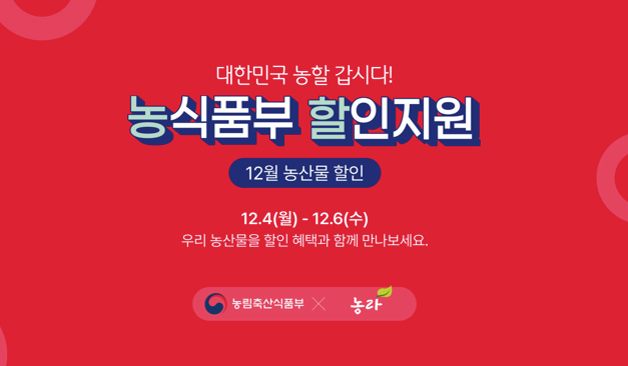 대한민국 농할 갑시다!
농식품부 할인지원
12월 농산물 할인
12.4(월) - 12.6(수)
우리 농산물을 할인 혜택과 함께 만나보세요.
농림축산식품부 × 농라